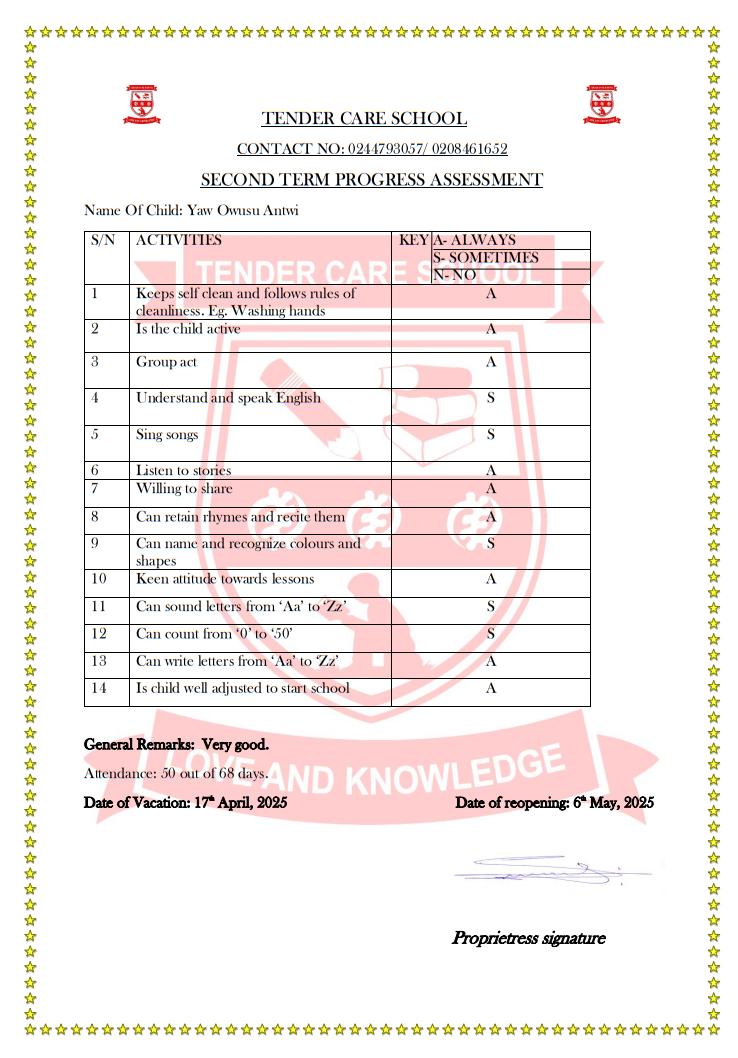 TENDER CARE SCHOOL
CONTACT NO: 0244793057/ 0208461652
SECOND TERM PROGRESS ASSESSMENT
Name Of Child: Yaw Owusu Antwi
S/N ACTIVITIES KEY A- ALWAYS
S- SOMETIMES
N- NO
TENDER CARE SCHOOL
1 Keeps self clean and follows rules of A
cleanliness. Eg. Washing hands
2 Is the child active A
3 Group act A
4 Understand and speak English S
5 Sing songs S
6 Listen to stories A
7 Willing to share A
8 Can retain rhymes and recite them A
9 Can name and recognize colours and S
shapes
10 Keen attitude towards lessons A
11 Can sound letters from ‘Aa’ to ‘Zz’ S
12 Can count from ‘0’ to ‘50’ S
13 Can write letters from ‘Aa’ to ‘Zz’ A
14 Is child well adjusted to start school A
General Remarks: Very good.
LOVE AND KNOWLEDGE
Attendance: 50 out of 68 days.
Date of Vacation: 17th April, 2025 Date of reopening: 6th May, 2025
Proprietress signature